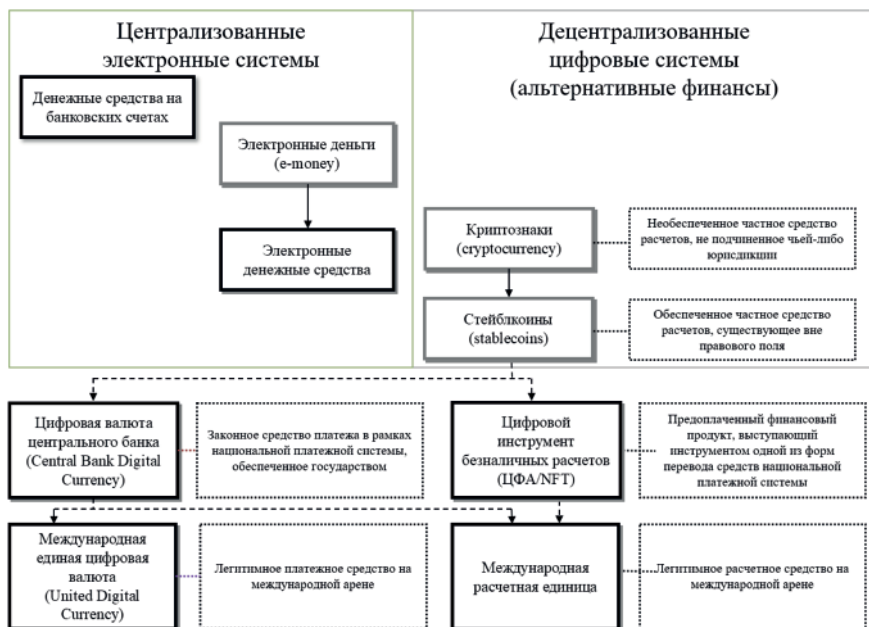 Централизованные
электронные системы
Децентрализованные
цифровые системы
(альтернативные финансы)
Денежные средства на
банковских счетах
Электронные деньги
(e-money)
Электронные
денежные средства
Криптознаки
(cryptocurrency)
Необеспеченное частное средство
расчетов, не подчиненное чьей-либо
юрисдикции
Стейблкоины
(stablecoins)
Обеспеченное частное средство
расчетов, существующее вне
правового поля
Цифровая валюта
центрального банка
(Central Bank Digital
Currency)
Законное средство платежа в рамках
национальной платежной системы,
обеспеченное государством
Цифровой
инструмент
безналичных расчетов
(ЦФА/NFT)
Предоплаченный финансовый
продукт, выступающий
инструментом одной из форм
перевода средств национальной
платежной системы
Международная
единая цифровая
валюта
(United Digital
Currency)
Легитимное платежное средство на
международной арене
Международная
расчетная единица
Легитимное расчетное средство на
международной арене